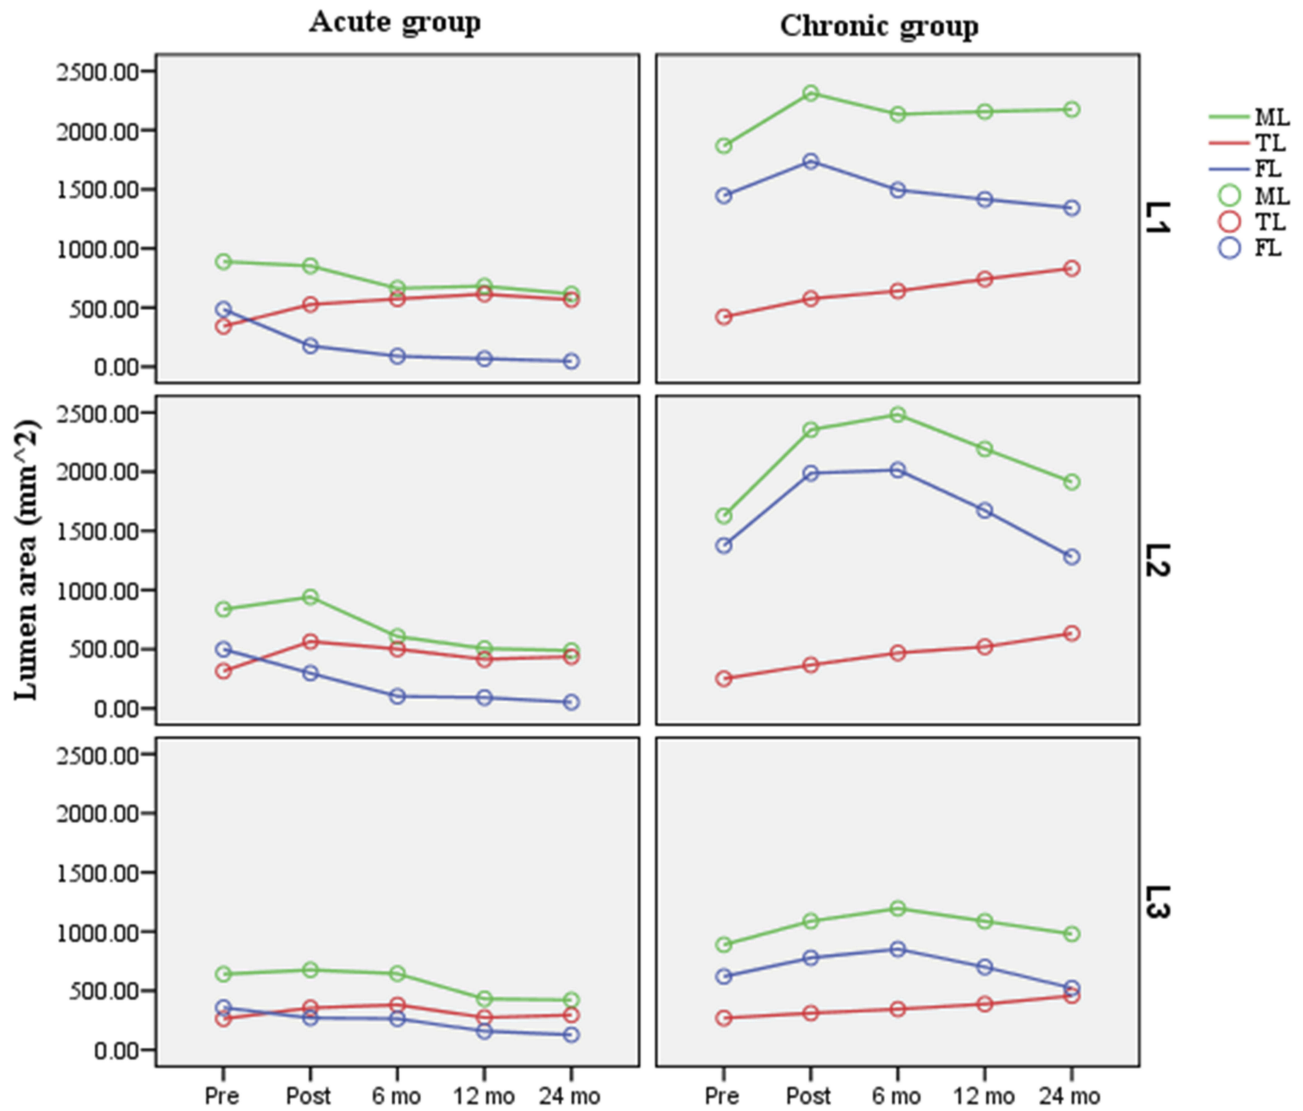 Acute group
Chronic group
Lumen area (mm^2)
2500.00
2000.00
1500.00
1000.00
500.00
0.00
L1
2500.00
2000.00
1500.00
1000.00
500.00
0.00
L2
2500.00
2000.00
1500.00
1000.00
500.00
0.00
L3
Pre Post 6 mo 12 mo 24 mo
Pre Post 6 mo 12 mo 24 mo
ML
TL
FL
ML
TL
FL